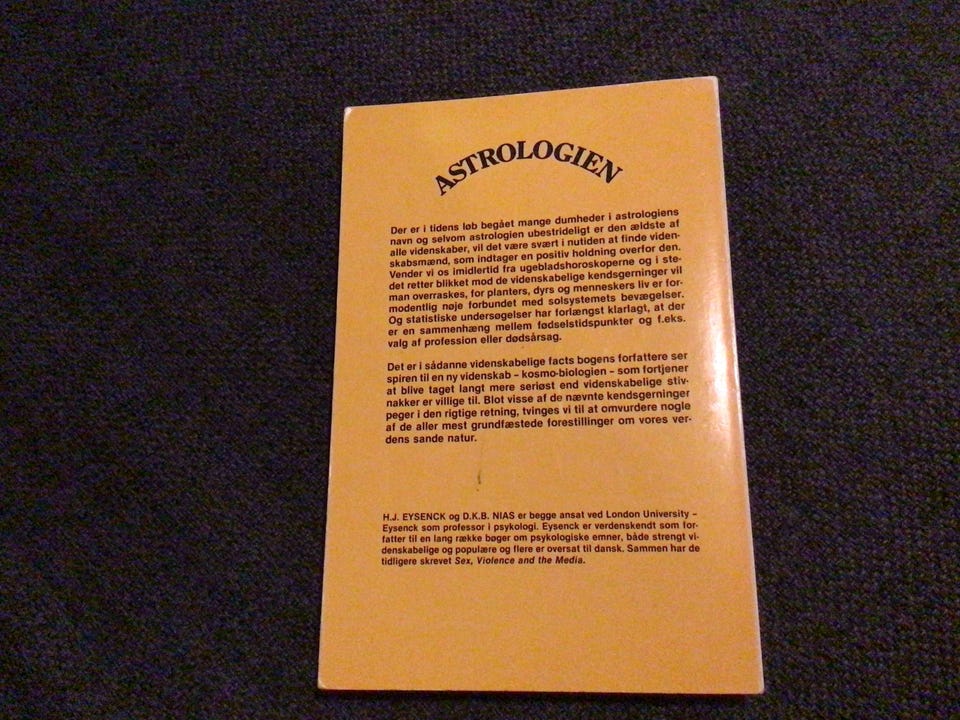 ASTROLOGIEN
Der er i tidens løb begået mange dumheder i astrologiens
navn og selvom astrologien ubestrideligt er den ældste af
alle videnskaber, vil det være svært i nutiden at finde viden-
skabsmænd, som indtager en positiv holdning overfor den.
Vender vi os imidlertid fra ugebladshoroskoperne og i ste-
det retter blikket mod de videnskabelige kendsgerninger vil
man overraskes, for planters, dyrs og menneskers liv er for-
modentlig nøje forbundet med solsystemets bevægelser.
Og statistiske undersøgelser har forlængst klarlagt, at der
er en sammenhæng mellem fødselstidspunkter og f.eks.
valg af profession eller dødsårsag.
Det er i sådanne videnskabelige facts bogens forfattere ser
spiren til en ny videnskab – kosmo-biologien – som fortjener
at blive taget langt mere seriøst end videnskabelige stiv-
nakker er villige til. Blot visse af de nævnte kendsgerninger
peger i den rigtige retning, tvinges vi til at omvurdere nogle
af de aller mest grundfæstede forestillinger om vores ver-
dens sande natur.
H.J. EYSENCK og D.K.B. NIAS er begge ansat ved London University –
Eysenck som professor i psykologi. Eysenck er verdenskendt som for-
fatter til en lang række bøger om psykologiske emner, både strengt vi-
denskabelige og populære og flere er oversat til dansk. Sammen har de
tidligere skrevet Sex, Violence and the Media.